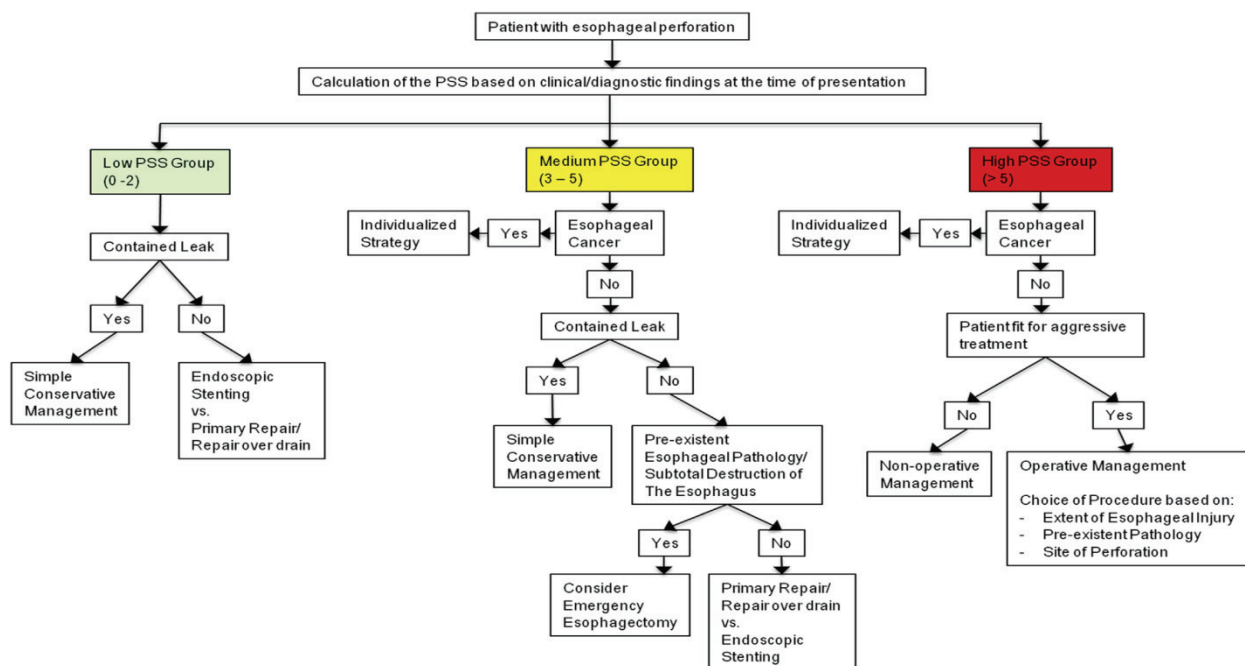 Patient with esophageal perforation
Calculation of the PSS based on clinical/diagnostic findings at the time of presentation
Low PSS Group
(0 -2)
Contained Leak
Yes
No
Simple
Conservative
Management
Endoscopic
Stenting
vs.
Primary Repair/
Repair over drain
Medium PSS Group
(3 – 5)
Individualized
Strategy
Yes
Esophageal
Cancer
No
Contained Leak
Yes
No
Simple
Conservative
Management
Pre-existent
Esophageal Pathology/
Subtotal Destruction of
The Esophagus
Yes
No
Consider
Emergency
Esophagectomy
Primary Repair/
Repair over drain
vs.
Endoscopic
Stenting
High PSS Group
(> 5)
Individualized
Strategy
Yes
Esophageal
Cancer
No
Patient fit for aggressive
treatment
No
Yes
Non-operative
Management
Operative Management
Choice of Procedure based on:
- Extent of Esophageal Injury
- Pre-existent Pathology
- Site of Perforation